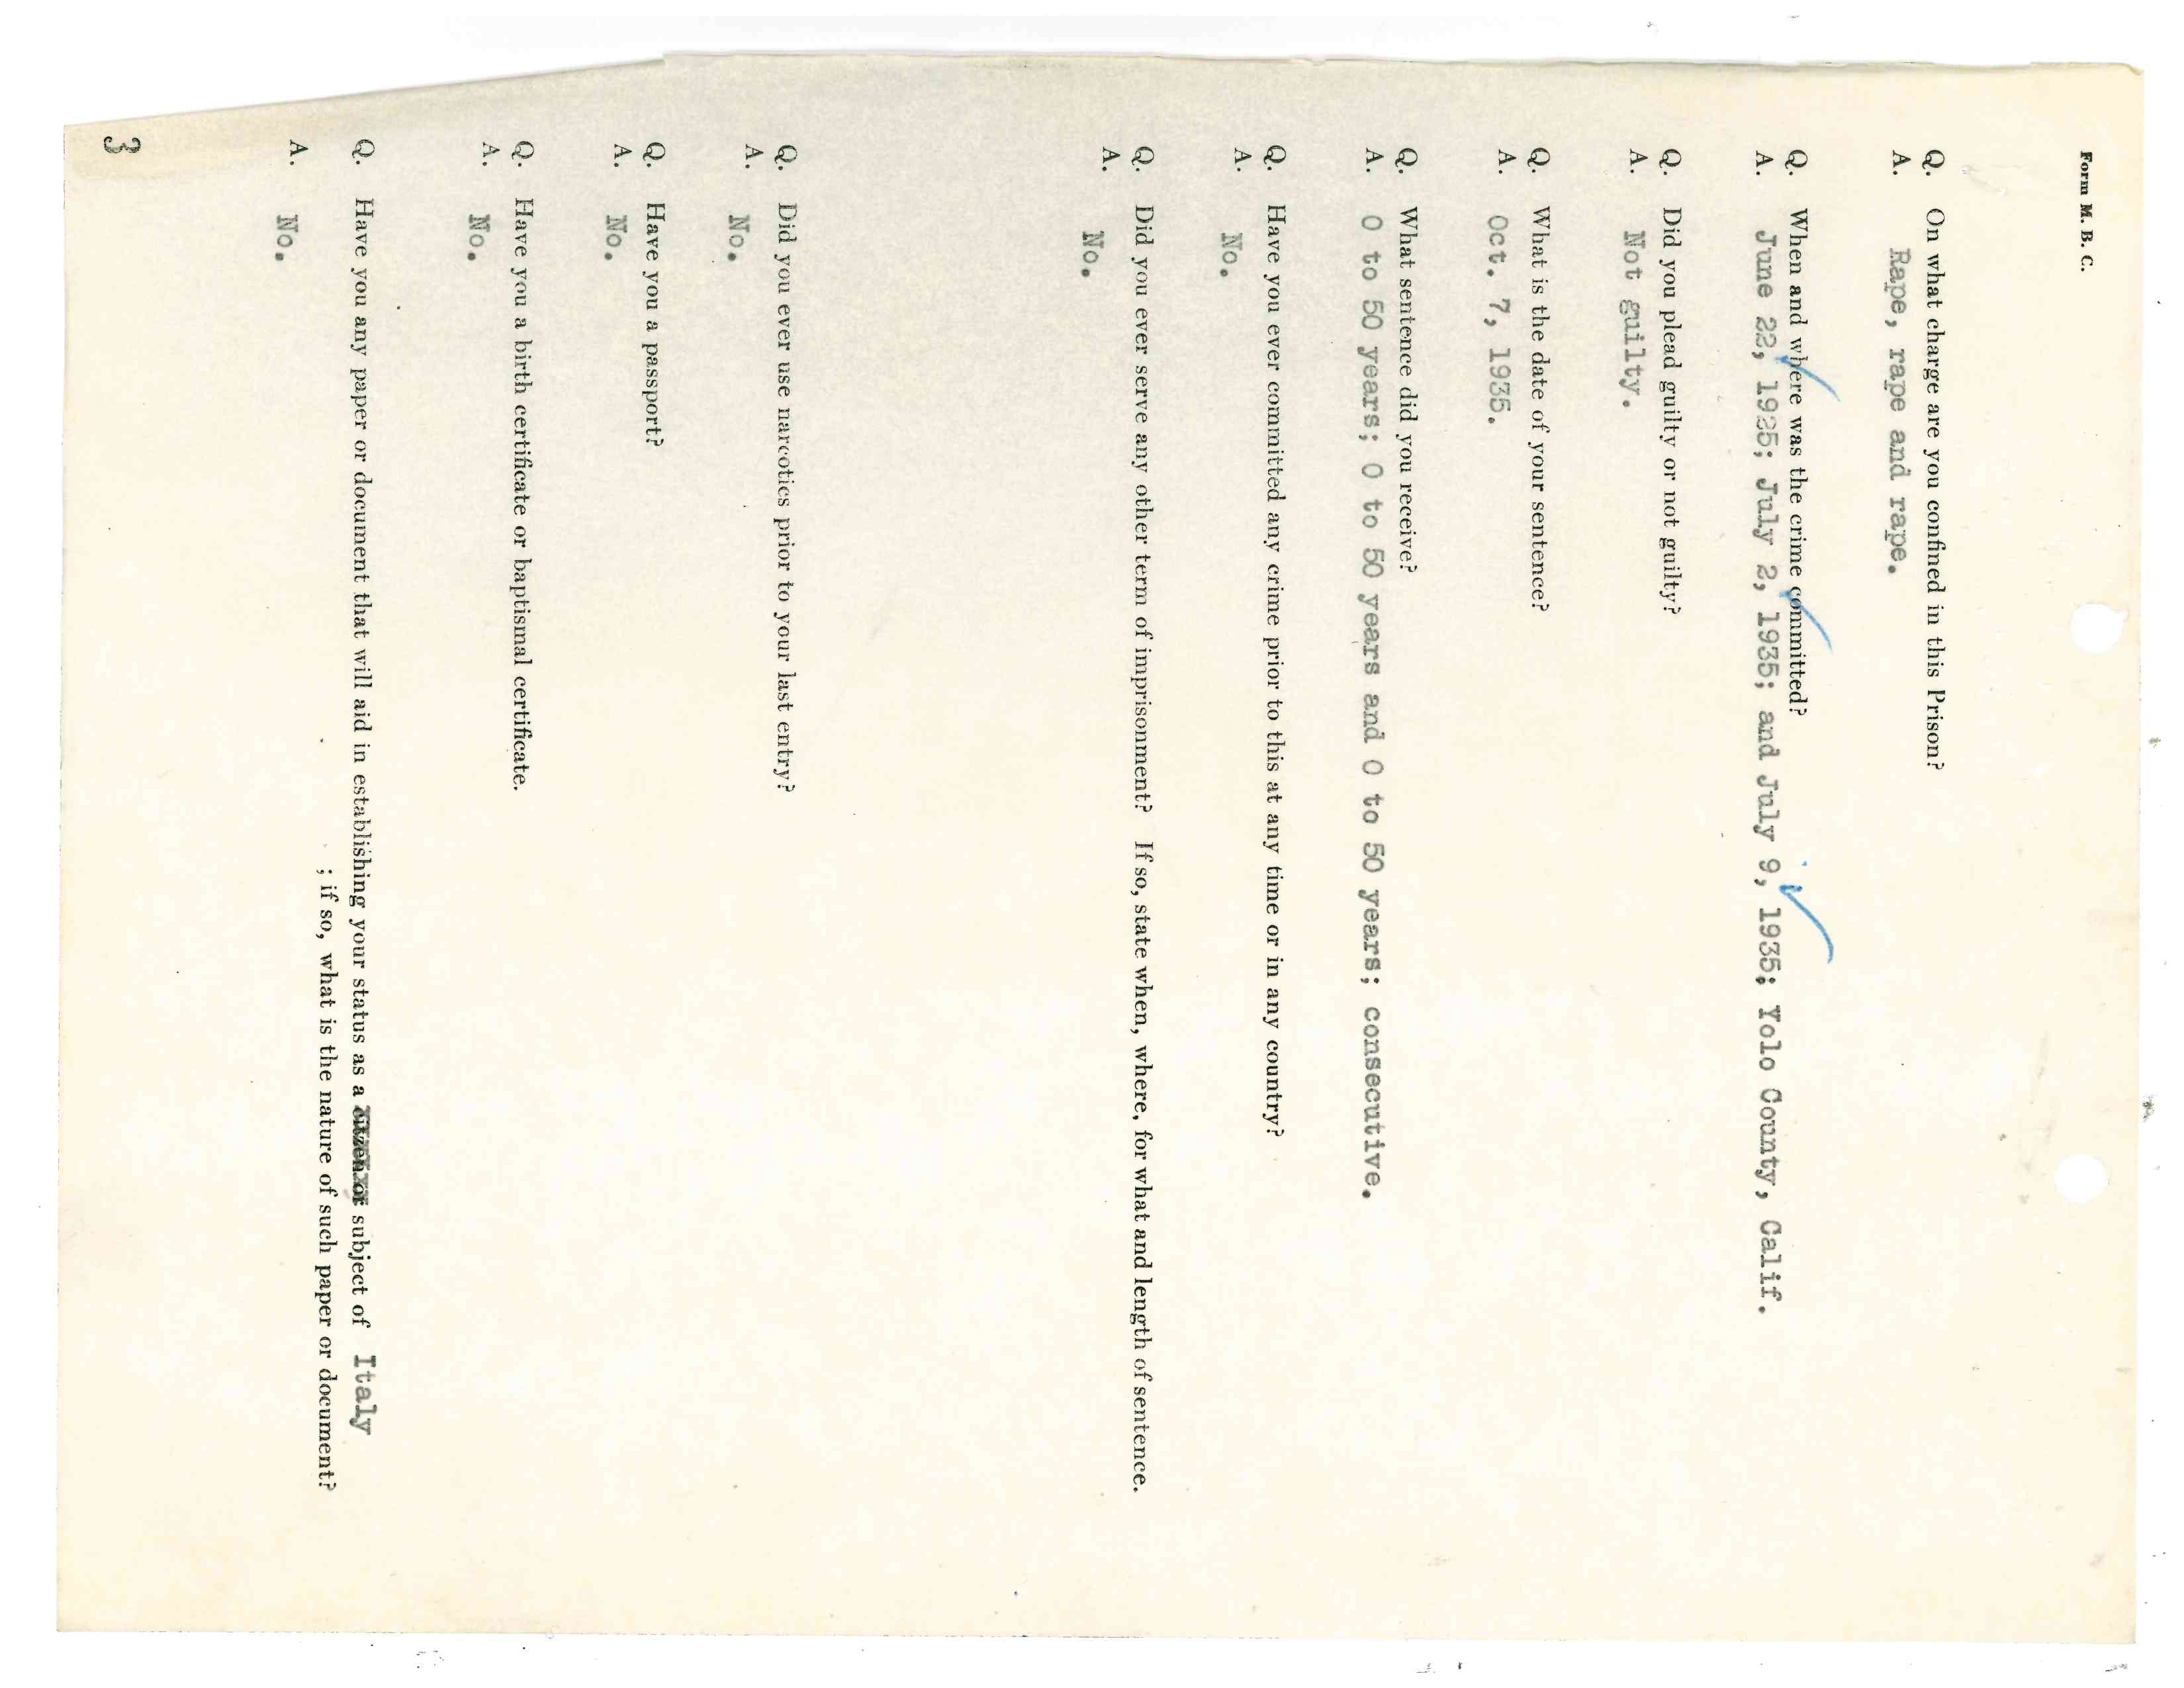 Form M. B. C.
Q. On what charge are you confined in this Prison?
A. Rape, rape and rape.
Q. When and where was the crime committed?
A. June 22, 1925; July 2, 1935; and July 9, 1935; Yolo County, Calif.
Q. Did you plead guilty or not guilty?
A. Not guilty.
Q. What is the date of your sentence?
A. Oct. 7, 1935.
Q. What sentence did you receive?
A. 0 to 50 years; 0 to 50 years and 0 to 50 years; consecutive.
Q. Have you ever committed any crime prior to this at any time or in any country?
A. No.
Q. Did you ever serve any other term of imprisonment? If so, state when, where, for what and length of sentence.
A. No.
Q. Did you ever use narcotics prior to your last entry?
A. No.
Q. Have you a passport?
A. No.
Q. Have you a birth certificate or baptismal certificate.
A. No.
Q. Have you any paper or document that will aid in establishing your status as a subject of Italy
; if so, what is the nature of such paper or document?
A. No.
3